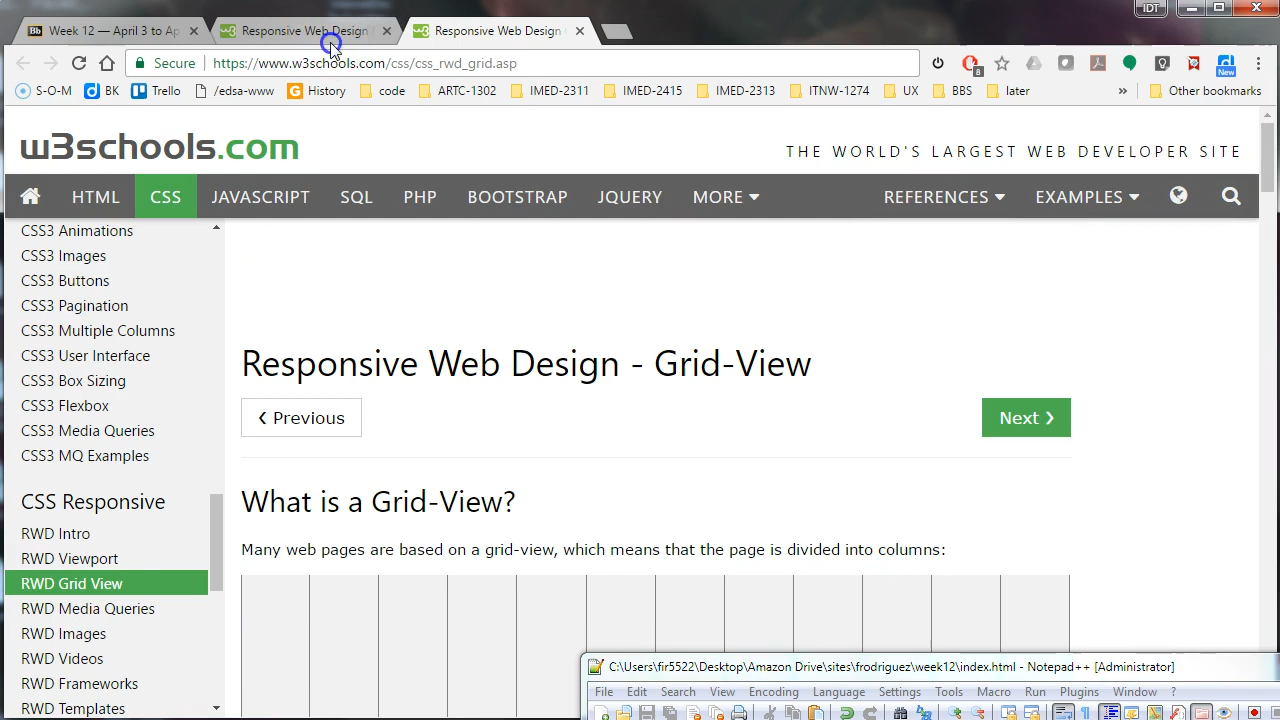 IDT
Week 12 — April 3 to Ap
Responsive Web Design
Responsive Web Design
Secure
https://www.w3schools.com/css/css_rwd_grid.asp
8
New
S-O-M
BK
Trello
/edsa-www
History
code
ARTC-1302
IMED-2311
IMED-2415
IMED-2313
ITNW-1274
UX
BBS
later
»
Other bookmarks
w3schools.com
THE WORLD'S LARGEST WEB DEVELOPER SITE
HTML
CSS
JAVASCRIPT
SQL
PHP
BOOTSTRAP
JQUERY
MORE
REFERENCES
EXAMPLES
CSS3 Animations
CSS3 Images
CSS3 Buttons
CSS3 Pagination
CSS3 Multiple Columns
CSS3 User Interface
CSS3 Box Sizing
CSS3 Flexbox
CSS3 Media Queries
CSS3 MQ Examples
CSS Responsive
RWD Intro
RWD Viewport
RWD Grid View
RWD Media Queries
RWD Images
RWD Videos
RWD Frameworks
RWD Templates
Responsive Web Design - Grid-View
❮ Previous
Next ❯
What is a Grid-View?
Many web pages are based on a grid-view, which means that the page is divided into columns:
C:\Users\fir5522\Desktop\Amazon Drive\sites\frodriguez\week12\index.html - Notepad++ [Administrator]
File Edit Search View Encoding Language Settings Tools Macro Run Plugins Window ?